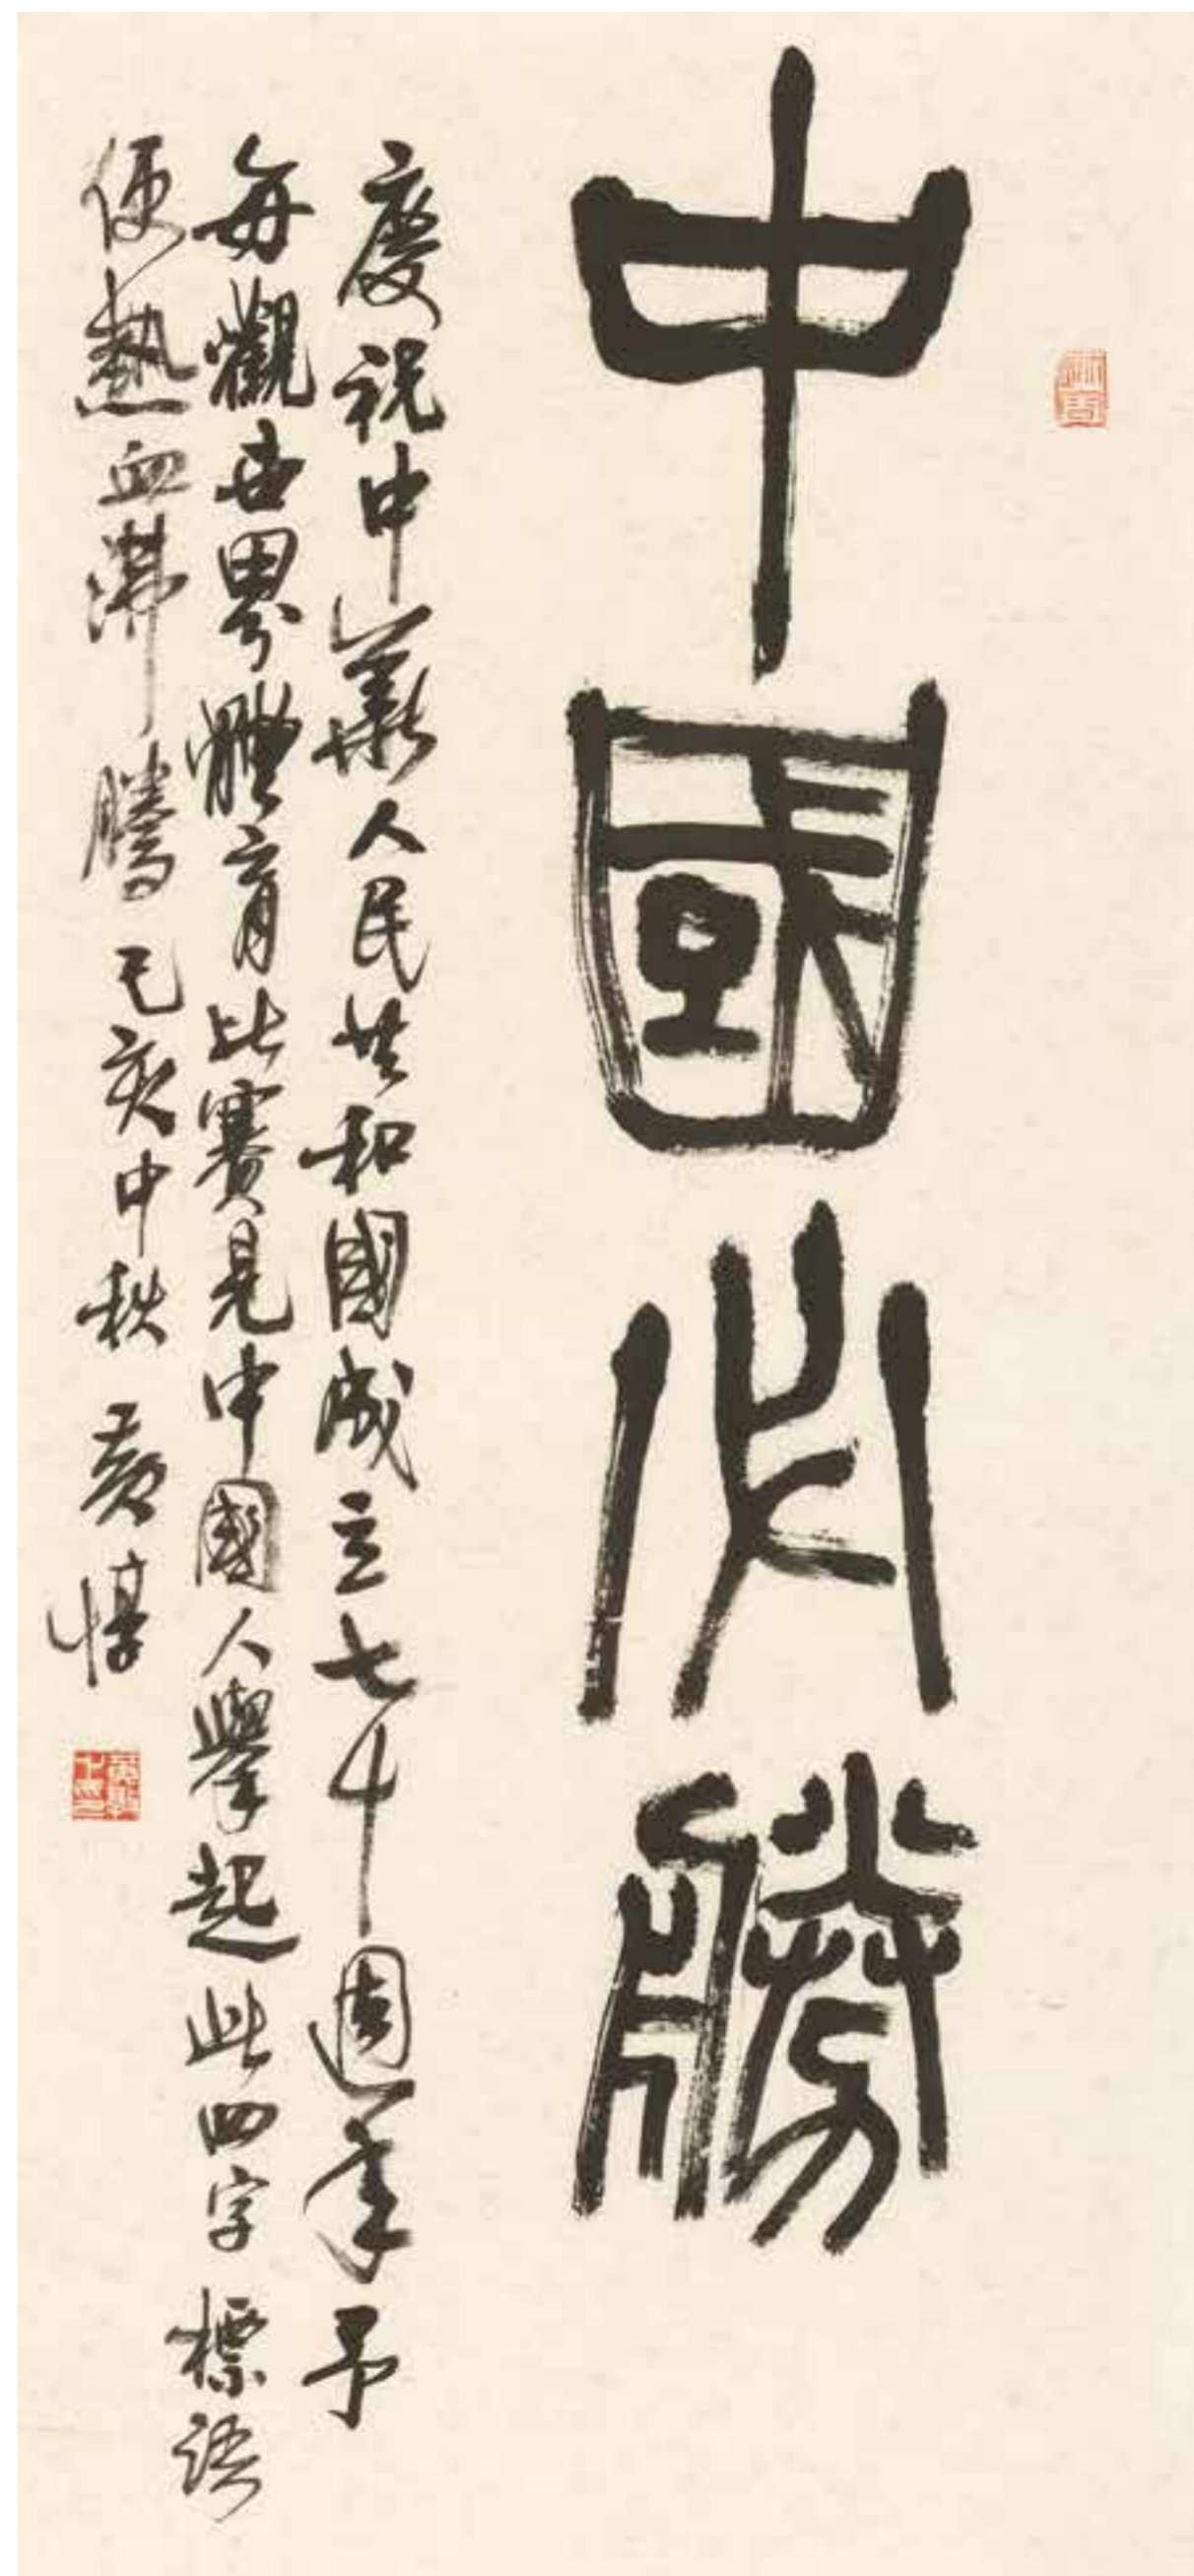 中國必勝
慶祝中華人民共和國成立七十週年予
每觀世界體育比賽見中國人舉起此四字標語
便熱血沸騰己亥中秋黃惇